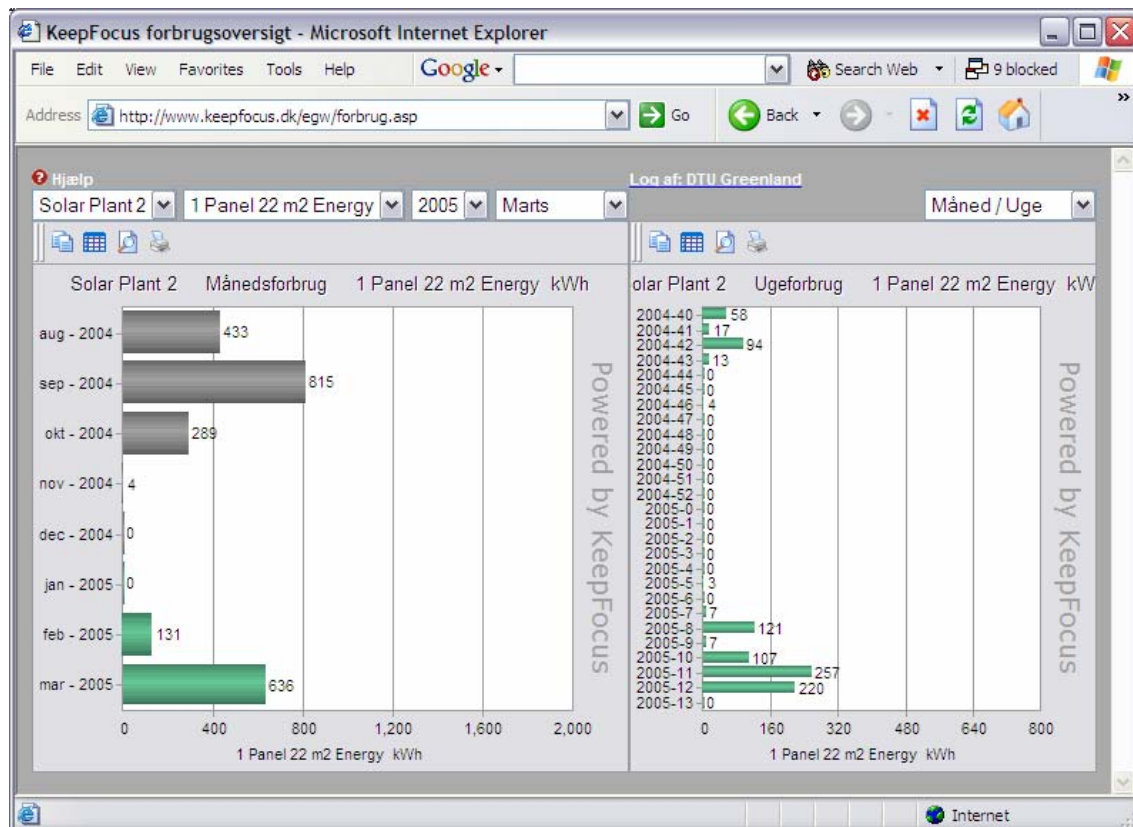 KeepFocus forbrugsoversigt - Microsoft Internet Explorer
File Edit View Favorites Tools Help Google Search Web 9 blocked
Address http://www.keepfocus.dk/egw/forbrug.asp Go Back »
Hjælp Log af: DTU Greenland
Solar Plant 2 1 Panel 22 m2 Energy 2005 Marts Måned / Uge
Solar Plant 2 Månedsforbrug 1 Panel 22 m2 Energy kWh
aug - 2004 433
sep - 2004 815
okt - 2004 289
nov - 2004 4
dec - 2004 0
jan - 2005 0
feb - 2005 131
mar - 2005 636
0 400 800 1,200 1,600 2,000
1 Panel 22 m2 Energy kWh
Powered by KeepFocus
olar Plant 2 Ugeforbrug 1 Panel 22 m2 Energy kW
2004-40 58
2004-41 17
2004-42 94
2004-43 13
2004-44 0
2004-45 0
2004-46 4
2004-47 0
2004-48 0
2004-49 0
2004-50 0
2004-51 0
2004-52 0
2005-0 0
2005-1 0
2005-2 0
2005-3 0
2005-4 0
2005-5 3
2005-6 0
2005-7 7
2005-8 121
2005-9 7
2005-10 107
2005-11 257
2005-12 220
2005-13 0
0 160 320 480 640 800
1 Panel 22 m2 Energy kWh
Powered by KeepFocus
Internet